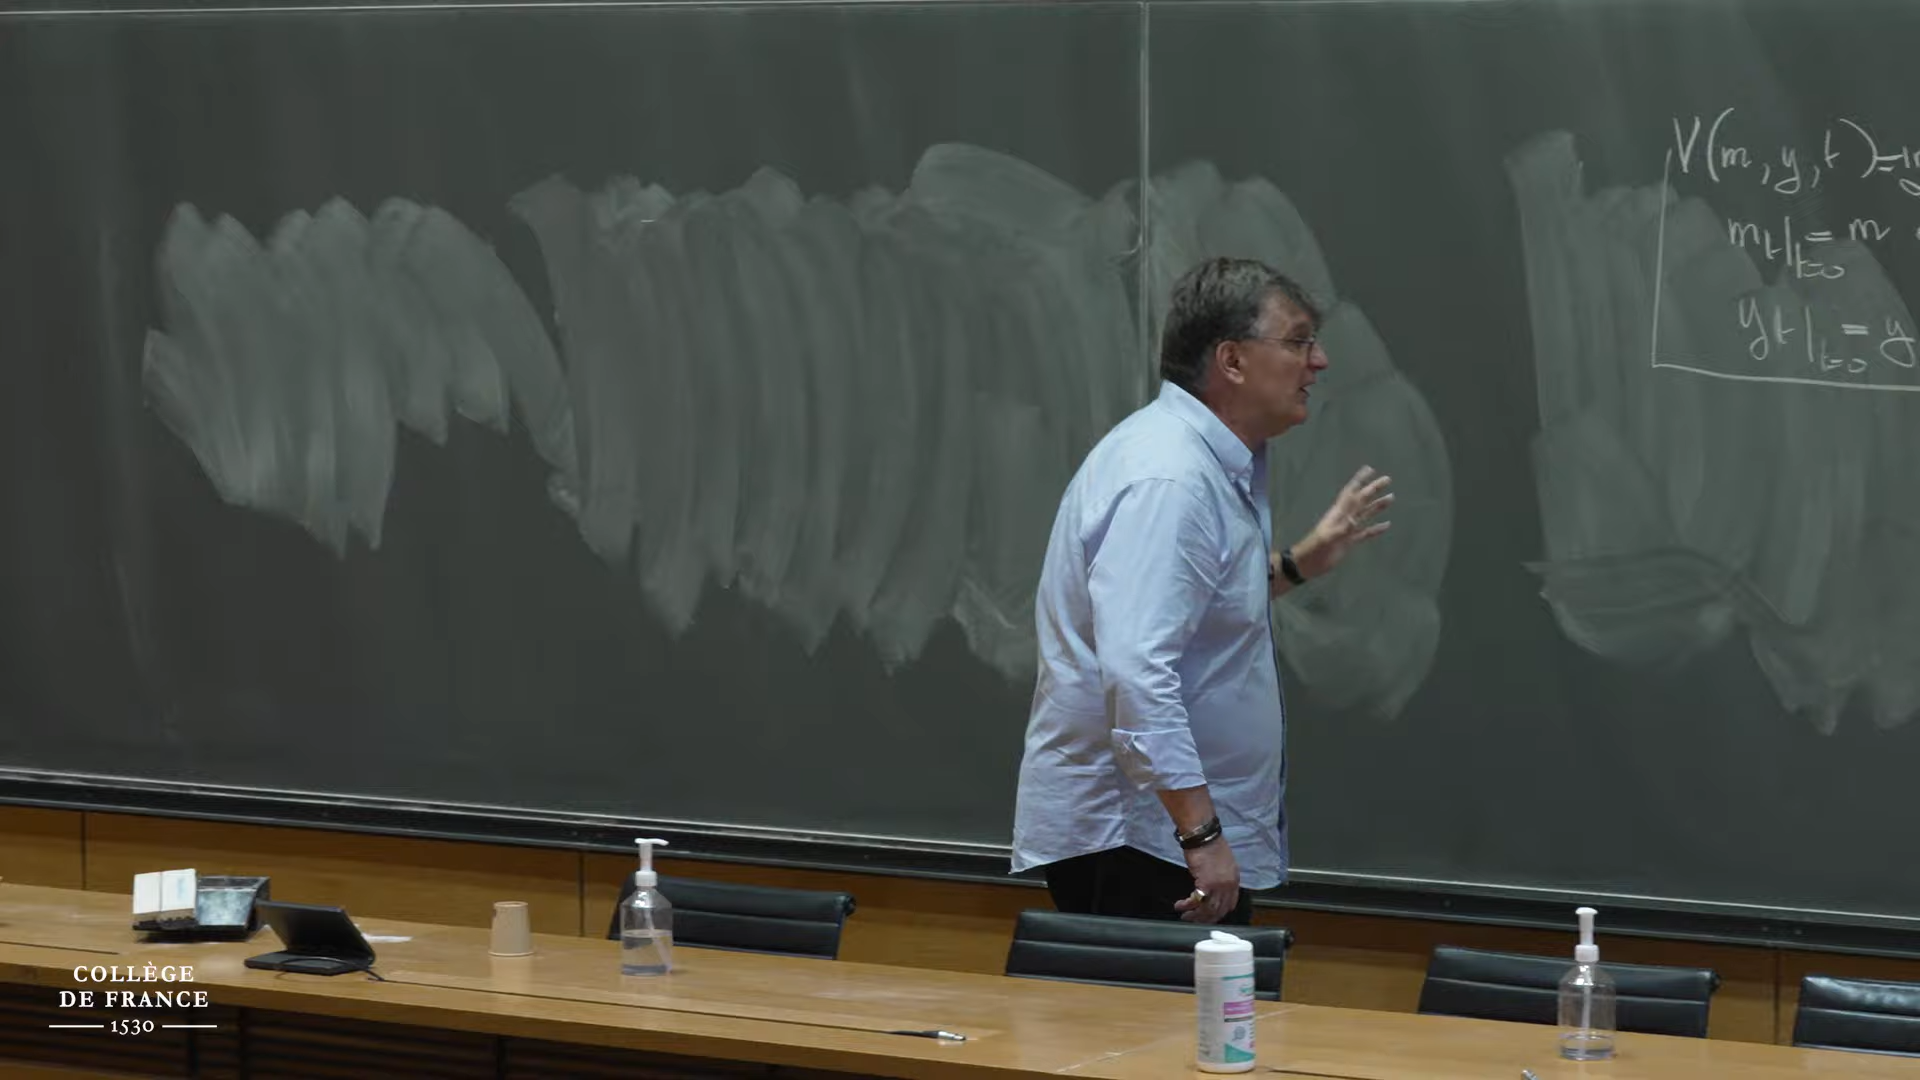 V(m, y, t) =
m_t|_{t=0} = m
y_t|_{t=0} = y
COLLÈGE
DE FRANCE
1530